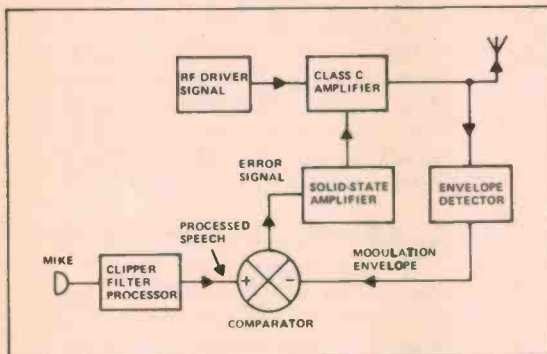 RF DRIVER
SIGNAL
CLASS C
AMPLIFIER
ERROR
SIGNAL
SOLID-STATE
AMPLIFIER
ENVELOPE
DETECTOR
PROCESSED
SPEECH
MIKE
CLIPPER
FILTER
PROCESSOR
+
−
MODULATION
ENVELOPE
COMPARATOR